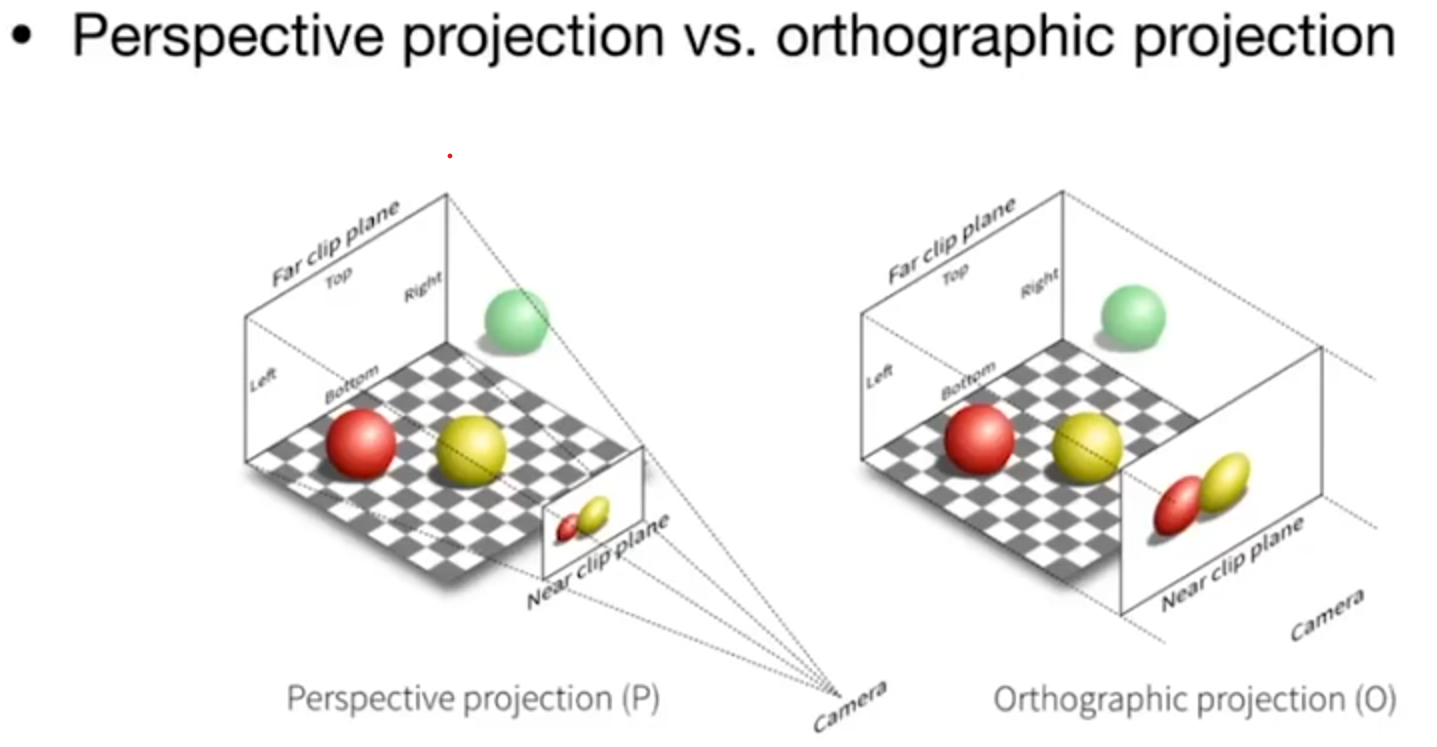 • Perspective projection vs. orthographic projection
Far clip plane
Top
Right
Left
Bottom
Near clip plane
Camera
Perspective projection (P)
Far clip plane
Top
Right
Left
Bottom
Near clip plane
Camera
Orthographic projection (O)